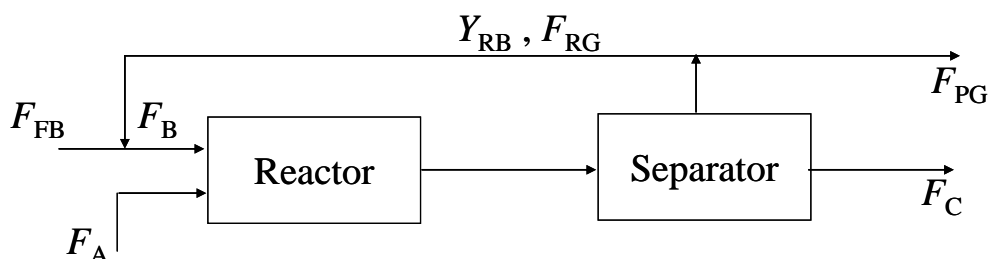 Y_RB , F_RG
F_PG
F_FB
F_B
Reactor
Separator
F_C
F_A